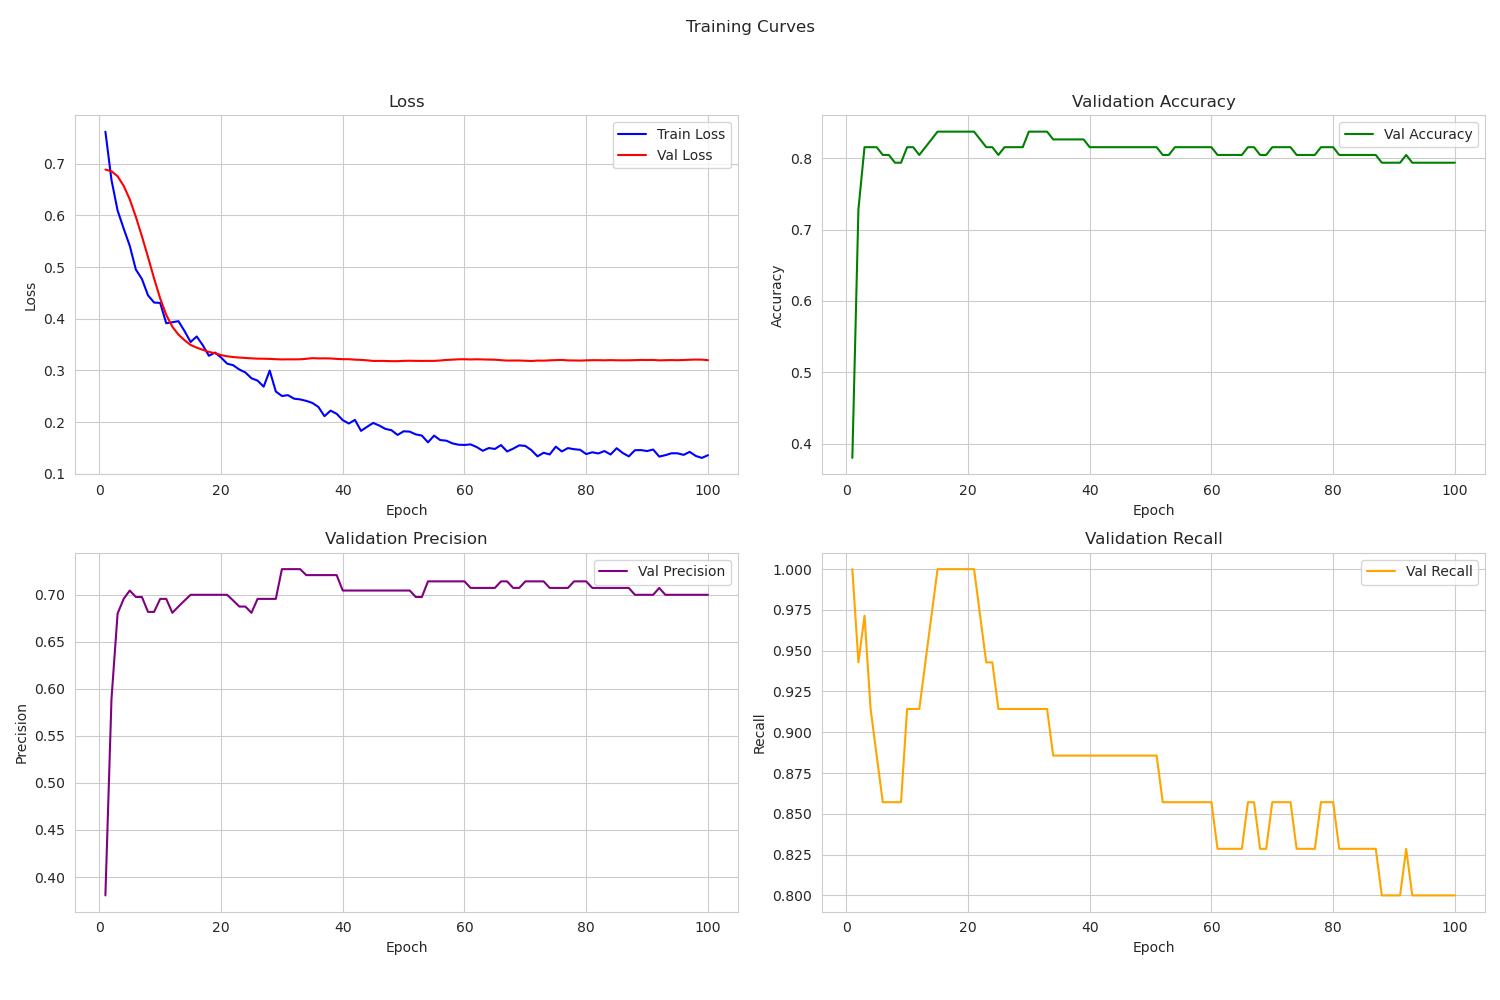 Training Curves
Loss
Train Loss
Val Loss
0.7
0.6
0.5
0.4
0.3
0.2
0.1
Loss
0 20 40 60 80 100
Epoch
Validation Accuracy
Val Accuracy
0.8
0.7
0.6
0.5
0.4
Accuracy
0 20 40 60 80 100
Epoch
Validation Precision
Val Precision
0.70
0.65
0.60
0.55
0.50
0.45
0.40
Precision
0 20 40 60 80 100
Epoch
Validation Recall
Val Recall
1.000
0.975
0.950
0.925
0.900
0.875
0.850
0.825
0.800
Recall
0 20 40 60 80 100
Epoch